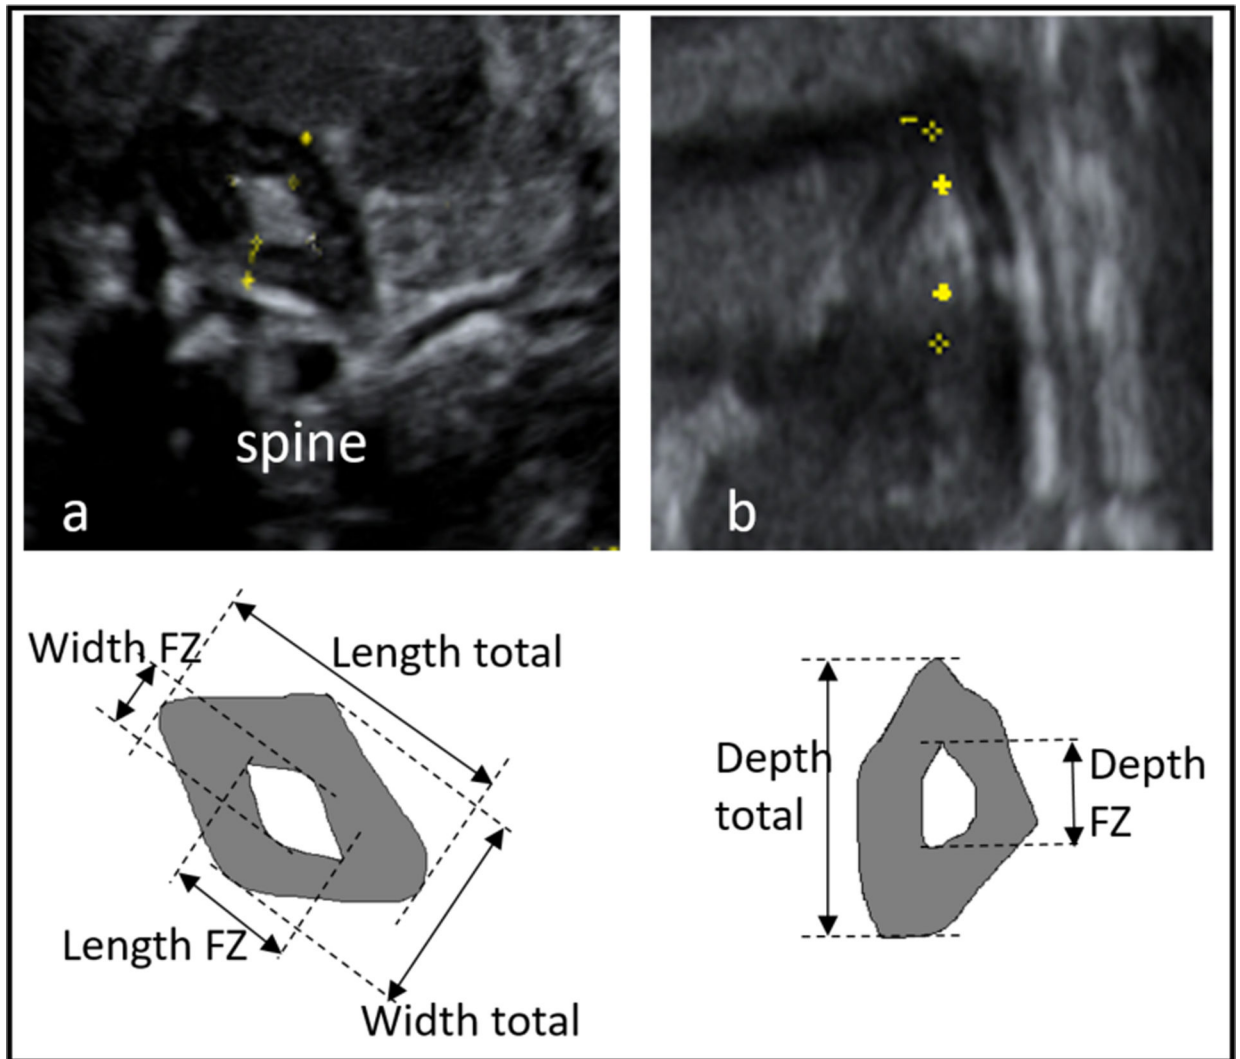 spine
a
b
Width FZ
Length total
Length FZ
Width total
Depth
total
Depth
FZ